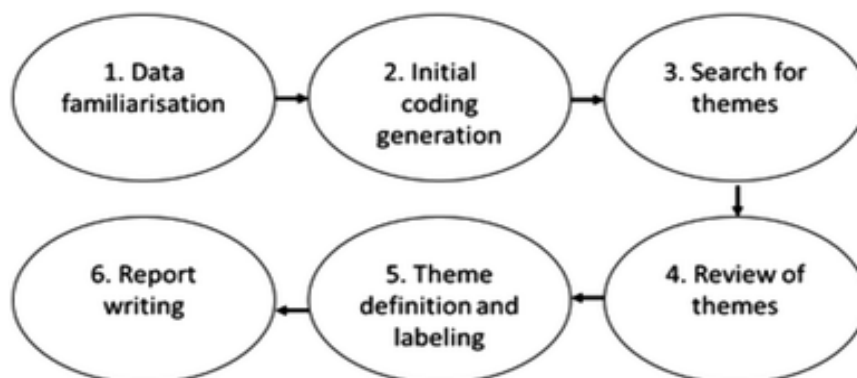 1. Data
familiarisation
2. Initial
coding
generation
3. Search for
themes
4. Review of
themes
5. Theme
definition and
labeling
6. Report
writing